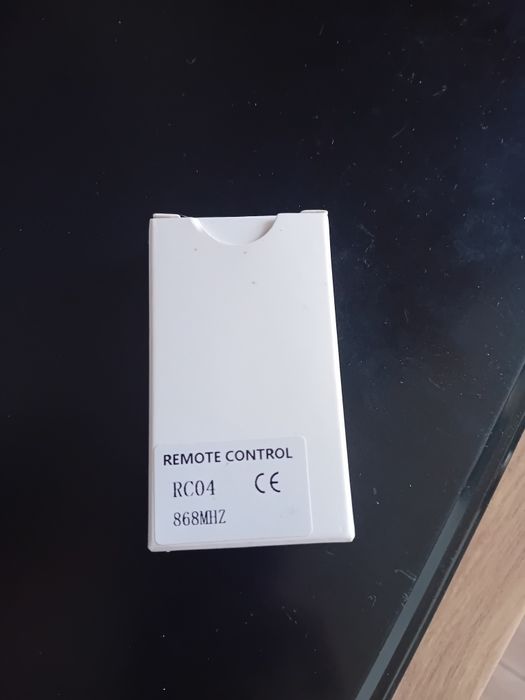 REMOTE CONTROL
RC04 CE
868MHZ